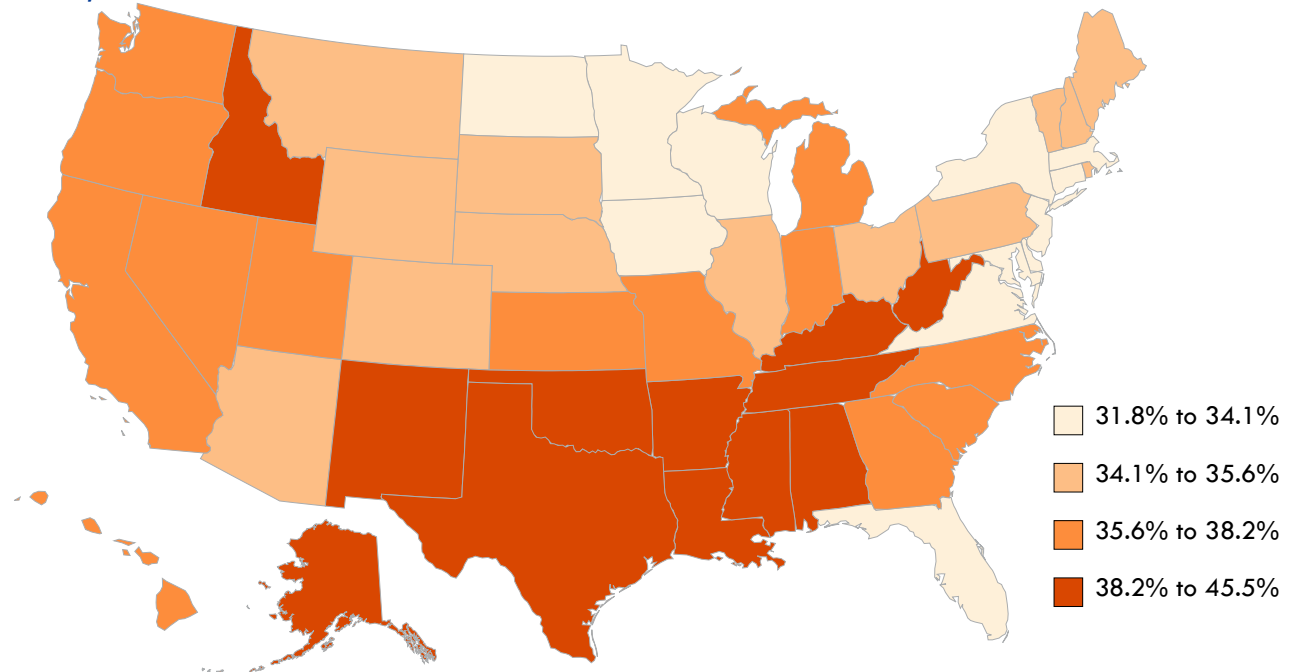 31.8% to 34.1%
34.1% to 35.6%
35.6% to 38.2%
38.2% to 45.5%